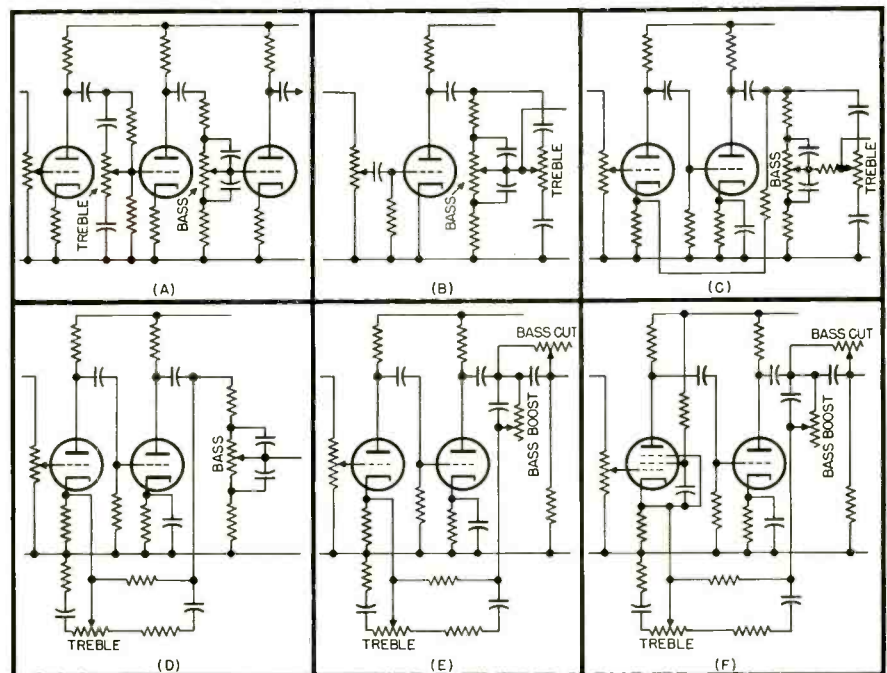 TREBLE
BASS
(A)
BASS
TREBLE
(B)
BASS
TREBLE
(C)
BASS
TREBLE
(D)
BASS CUT
BASS BOOST
TREBLE
(E)
BASS CUT
BASS BOOST
TREBLE
(F)